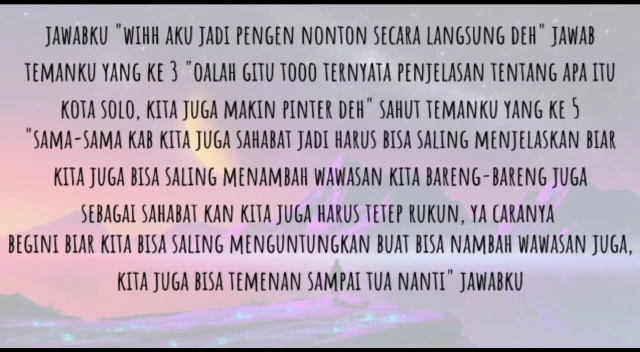 JAWABKU "WIHH AKU JADI PENGEN NONTON SECARA LANGSUNG DEH" JAWAB
TEMANKU YANG KE 3 "OALAH GITU TOOO TERNYATA PENJELASAN TENTANG APA ITU
KOTA SOLO, KITA JUGA MAKIN PINTER DEH" SAHUT TEMANKU YANG KE 5
"SAMA-SAMA KAB KITA JUGA SAHABAT JADI HARUS BISA SALING MENJELASKAN BIAR
KITA JUGA BISA SALING MENAMBAH WAWASAN KITA BARENG-BARENG JUGA
SEBAGAI SAHABAT KAN KITA JUGA HARUS TETEP RUKUN, YA CARANYA
BEGINI BIAR KITA BISA SALING MENGUNTUNGKAN BUAT BISA NAMBAH WAWASAN JUGA,
KITA JUGA BISA TEMENAN SAMPAI TUA NANTI" JAWABKU